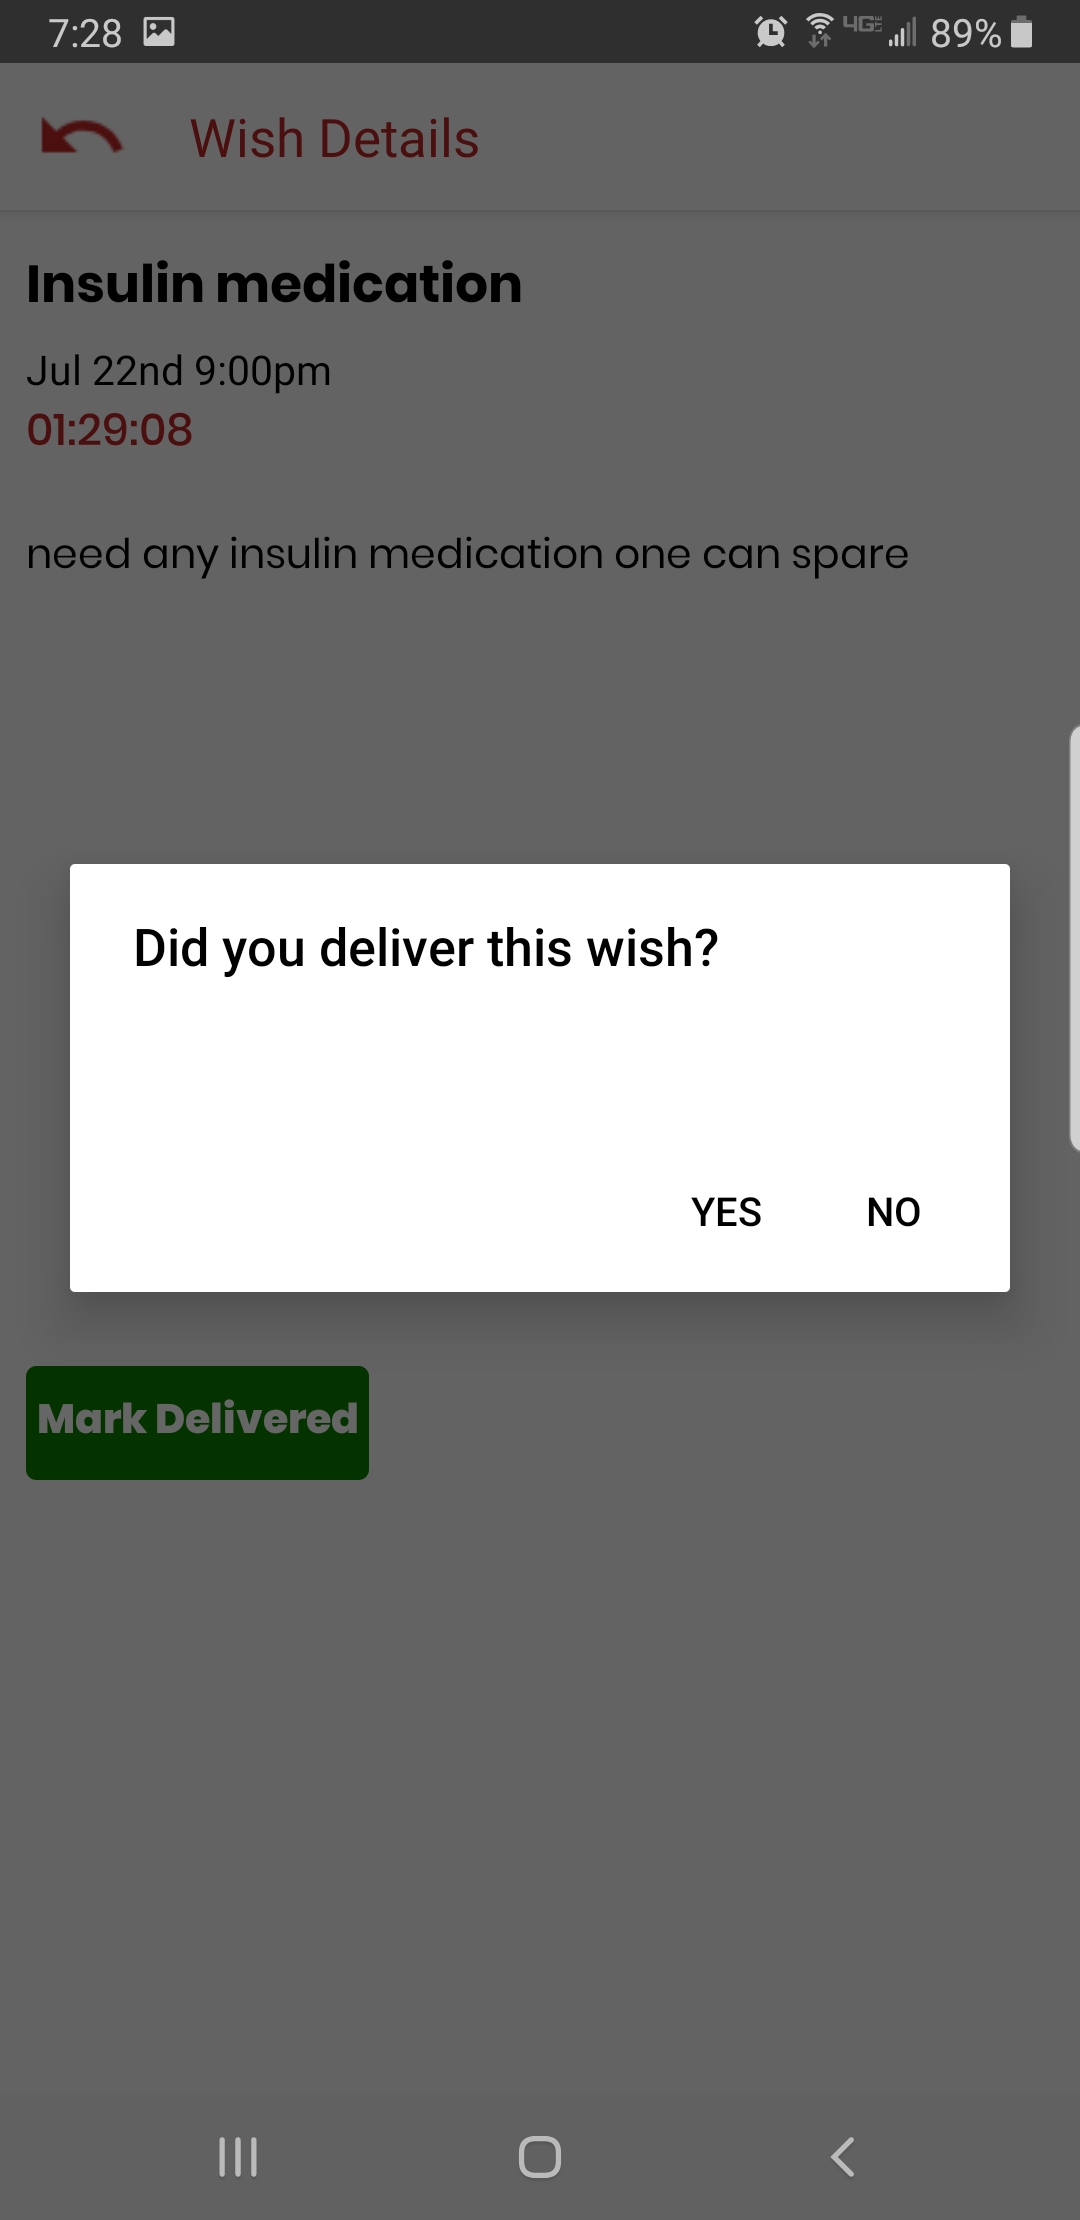 7:28 4G LTE 89%
Wish Details
Insulin medication
Jul 22nd 9:00pm
01:29:08
need any insulin medication one can spare
Did you deliver this wish?
YES NO
Mark Delivered